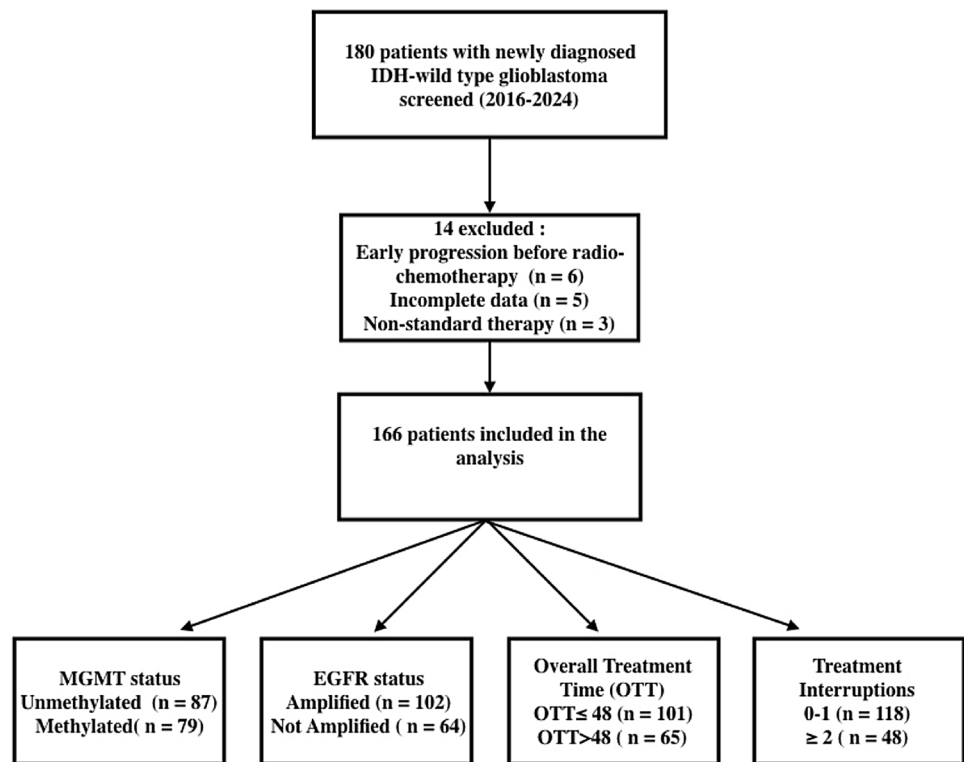 180 patients with newly diagnosed
IDH-wild type glioblastoma
screened (2016-2024)
14 excluded :
Early progression before radio-
chemotherapy (n = 6)
Incomplete data (n = 5)
Non-standard therapy (n = 3)
166 patients included in the
analysis
MGMT status
Unmethylated (n = 87)
Methylated( n = 79)
EGFR status
Amplified (n = 102)
Not Amplified ( n = 64)
Overall Treatment
Time (OTT)
OTT≤ 48 (n = 101)
OTT>48 ( n = 65)
Treatment
Interruptions
0-1 (n = 118)
≥ 2 ( n = 48)